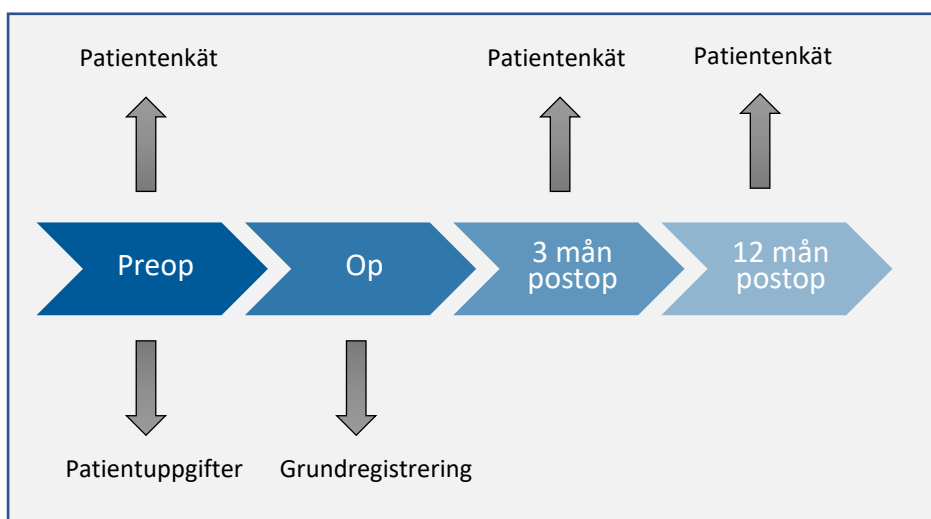 Patientenkät
Patientenkät
Patientenkät
Preop
Op
3 mån
postop
12 mån
postop
Patientuppgifter
Grundregistrering